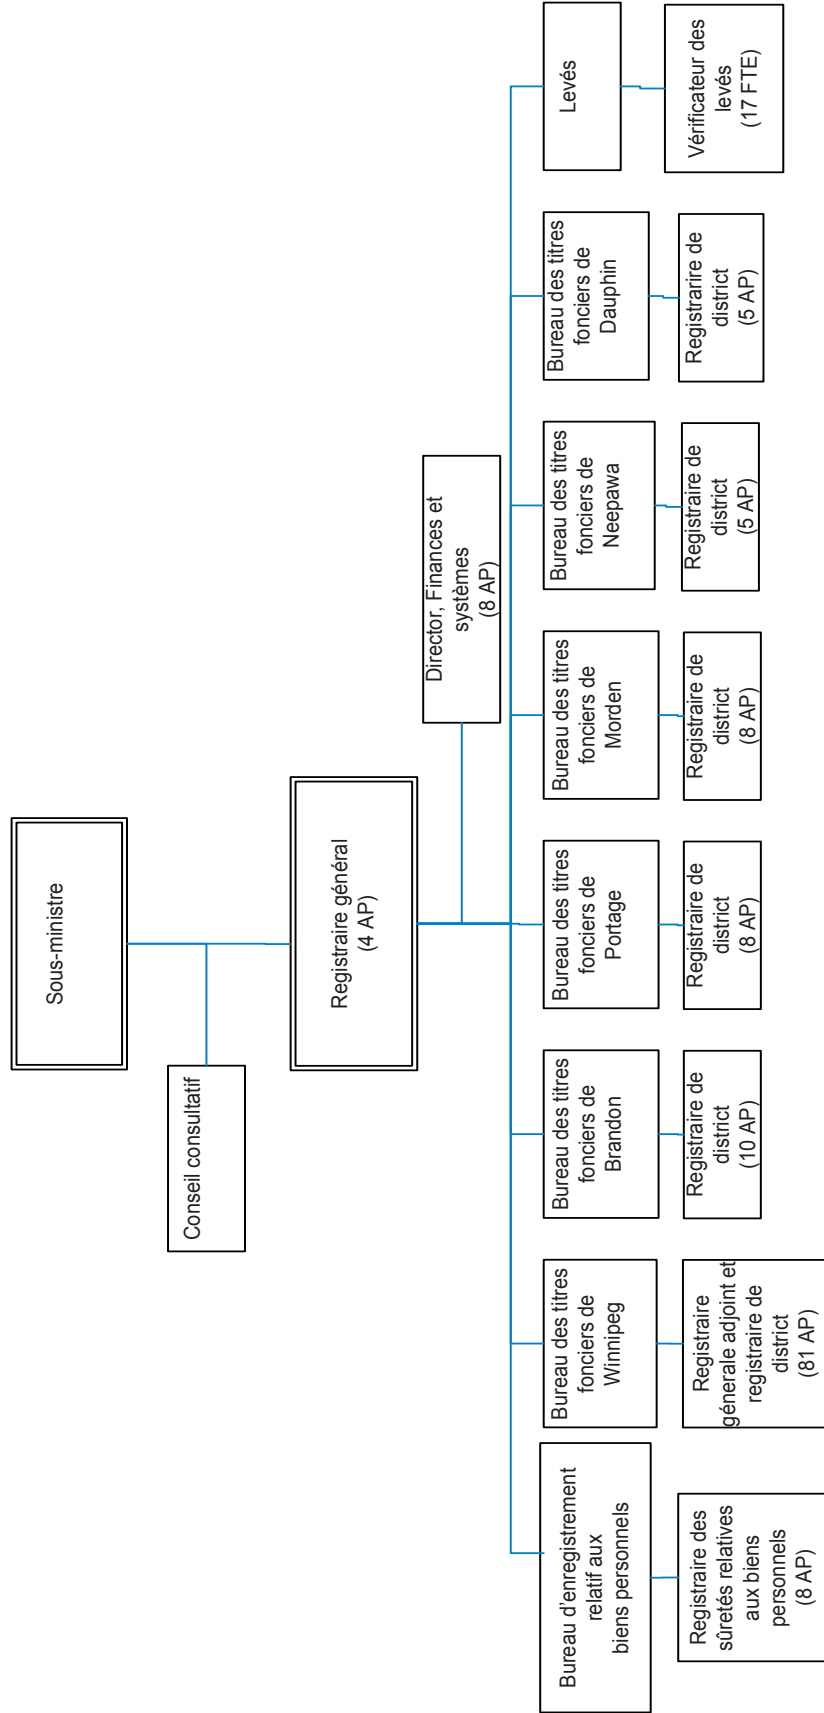 Sous-ministre
Conseil consultatif
Registraire général
(4 AP)
Director, Finances et
systèmes
(8 AP)
Bureau d'enregistrement
relatif aux
biens personnels
Registraire des
sûretés relatives
aux biens
personnels
(8 AP)
Bureau des titres
fonciers de
Winnipeg
Registraire
génerale adjoint et
registraire de
district
(81 AP)
Bureau des titres
fonciers de
Brandon
Registraire de
district
(10 AP)
Bureau des titres
fonciers de
Portage
Registraire de
district
(8 AP)
Bureau des titres
fonciers de
Morden
Registraire de
district
(8 AP)
Bureau des titres
fonciers de
Neepawa
Registraire de
district
(5 AP)
Bureau des titres
fonciers de
Dauphin
Registrarire de
district
(5 AP)
Levés
Vérificateur des
levés
(17 FTE)